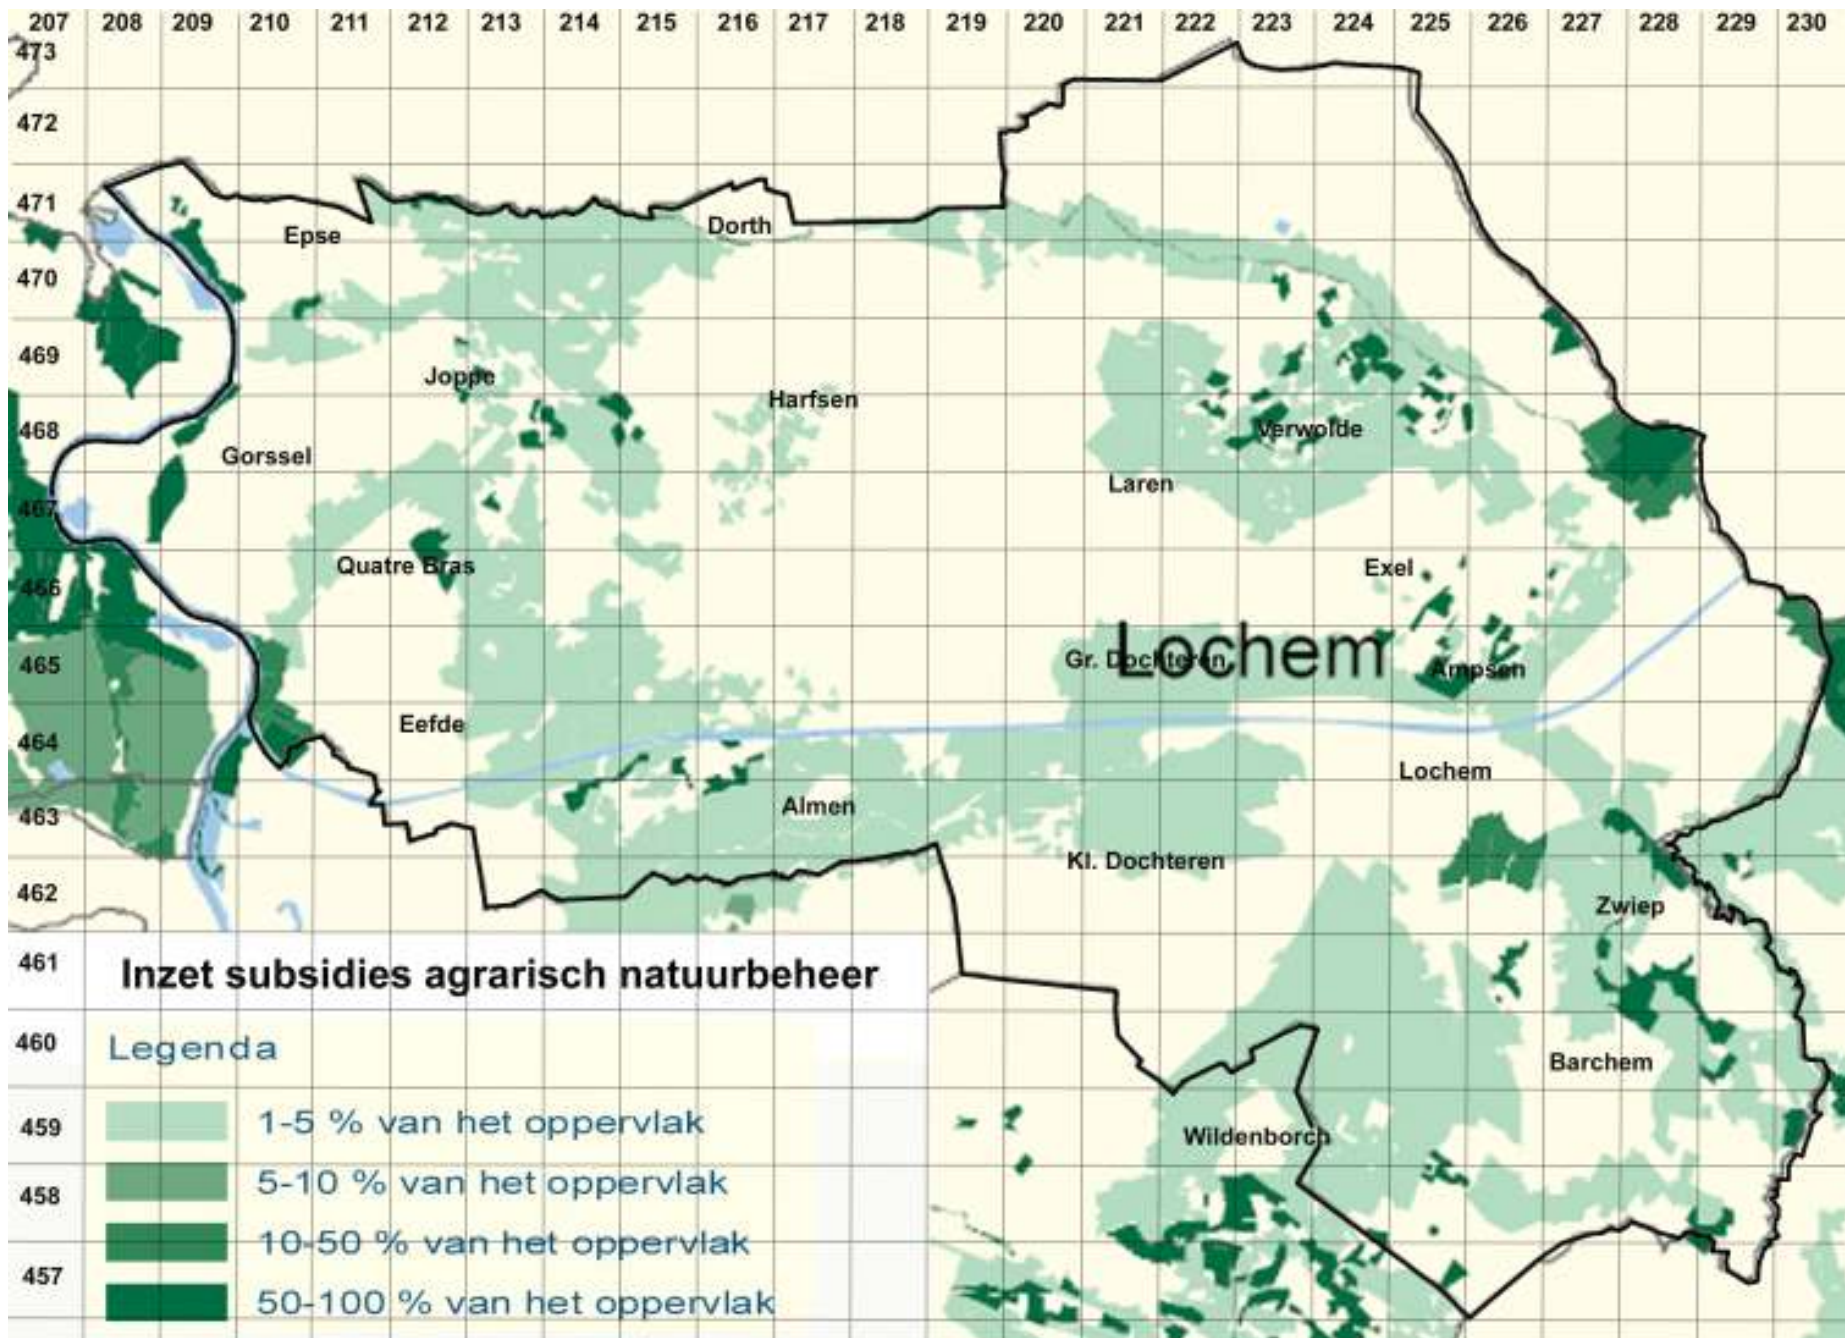 207 208 209 210 211 212 213 214 215 216 217 218 219 220 221 222 223 224 225 226 227 228 229 230
473
472
471
Epse
Dorth
470
469
Joppe
Harfsen
468
Verwolde
Gorssel
Laren
467
Quatre Bras
Exel
466
Lochem
465
Gr. Dochteren
Ampsen
Eefde
464
Lochem
463
Almen
Kl. Dochteren
462
Zwiep
461
Inzet subsidies agrarisch natuurbeheer
460
Legenda
Barchem
459
1-5 % van het oppervlak
Wildenborch
458
5-10 % van het oppervlak
10-50 % van het oppervlak
457
50-100 % van het oppervlak